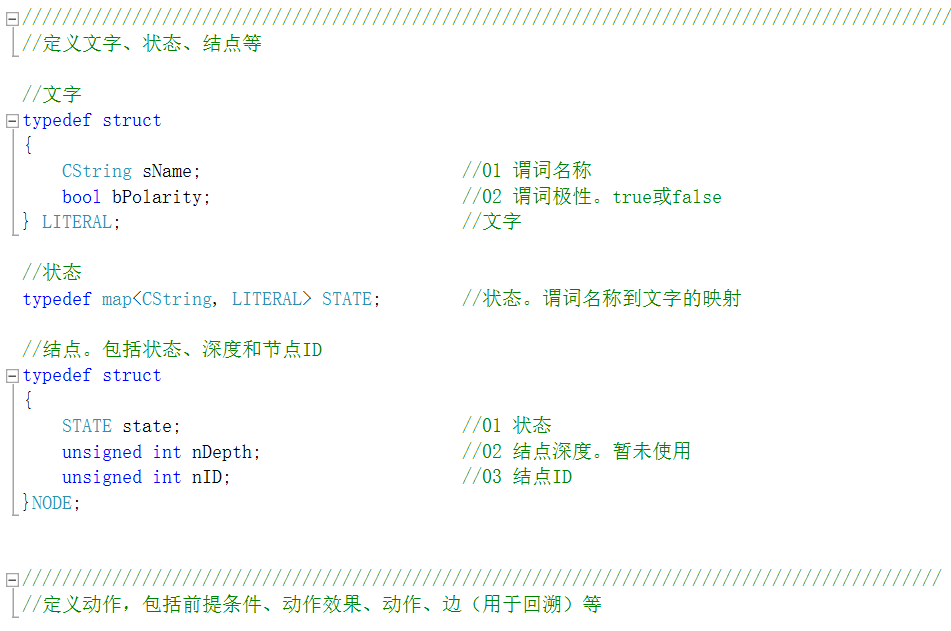 /////////////////////////////////////////////////////////////////////////////////////////////
//定义文字、状态、结点等
//文字
typedef struct
{
CString sName; //01 谓词名称
bool bPolarity; //02 谓词极性。true或false
} LITERAL; //文字
//状态
typedef map<CString, LITERAL> STATE; //状态。谓词名称到文字的映射
//结点。包括状态、深度和节点ID
typedef struct
{
STATE state; //01 状态
unsigned int nDepth; //02 结点深度。暂未使用
unsigned int nID; //03 结点ID
}NODE;
////////////////////////////////////////////////////////////////////////////////////////////
//定义动作，包括前提条件、动作效果、动作、边（用于回溯）等